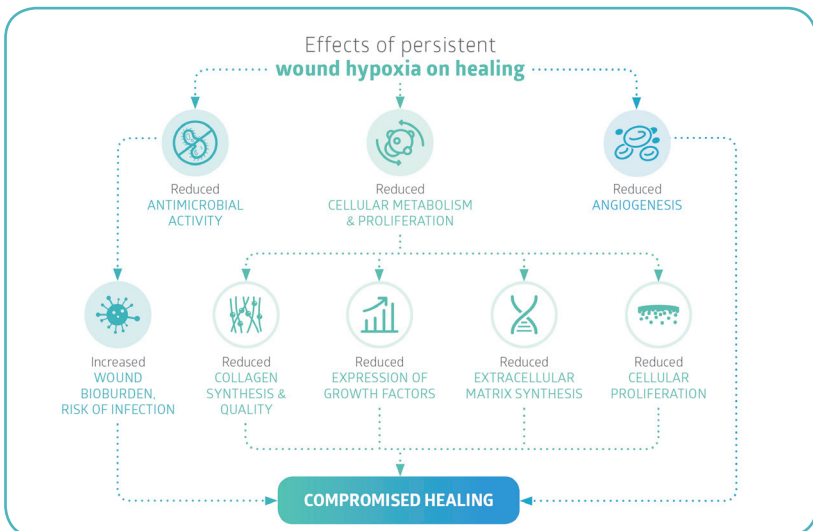 Effects of persistent
wound hypoxia on healing
Reduced
ANTIMICROBIAL
ACTIVITY
Reduced
CELLULAR METABOLISM
& PROLIFERATION
Reduced
ANGIOGENESIS
Increased
WOUND
BIOBURDEN,
RISK OF INFECTION
Reduced
COLLAGEN
SYNTHESIS &
QUALITY
Reduced
EXPRESSION OF
GROWTH FACTORS
Reduced
EXTRACELLULAR
MATRIX SYNTHESIS
Reduced
CELLULAR
PROLIFERATION
COMPROMISED HEALING